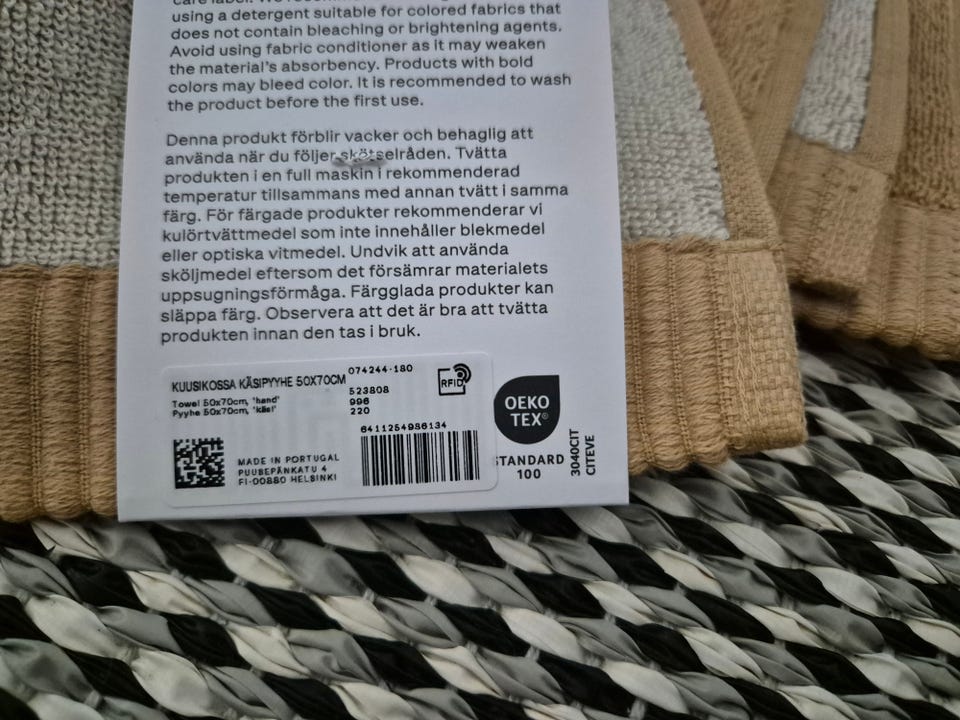 care label. We
using a detergent suitable for colored fabrics that
does not contain bleaching or brightening agents.
Avoid using fabric conditioner as it may weaken
the material's absorbency. Products with bold
colors may bleed color. It is recommended to wash
the product before the first use.
Denna produkt förblir vacker och behaglig att
använda när du följer skötselråden. Tvätta
produkten i en full maskin i rekommenderad
temperatur tillsammans med annan tvätt i samma
färg. För färgade produkter rekommenderar vi
kulörtvättmedel som inte innehåller blekmedel
eller optiska vitmedel. Undvik att använda
sköljmedel eftersom det försämrar materialets
uppsugningsförmåga. Färgglada produkter kan
släppa färg. Observera att det är bra att tvätta
produkten innan den tas i bruk.
KUUSIKOSSA KÄSIPYYHE 50X70CM
Towel 50x70cm, 'hand'
Pyyhe 50x70cm, 'käsi'
074244-180
523808
996
220
RFID
6411254986134
MADE IN PORTUGAL
PUUSEPÄNKATU 4
FI-00880 HELSINKI
OEKO
TEX®
STANDARD
100
3040CIT
CITEVE